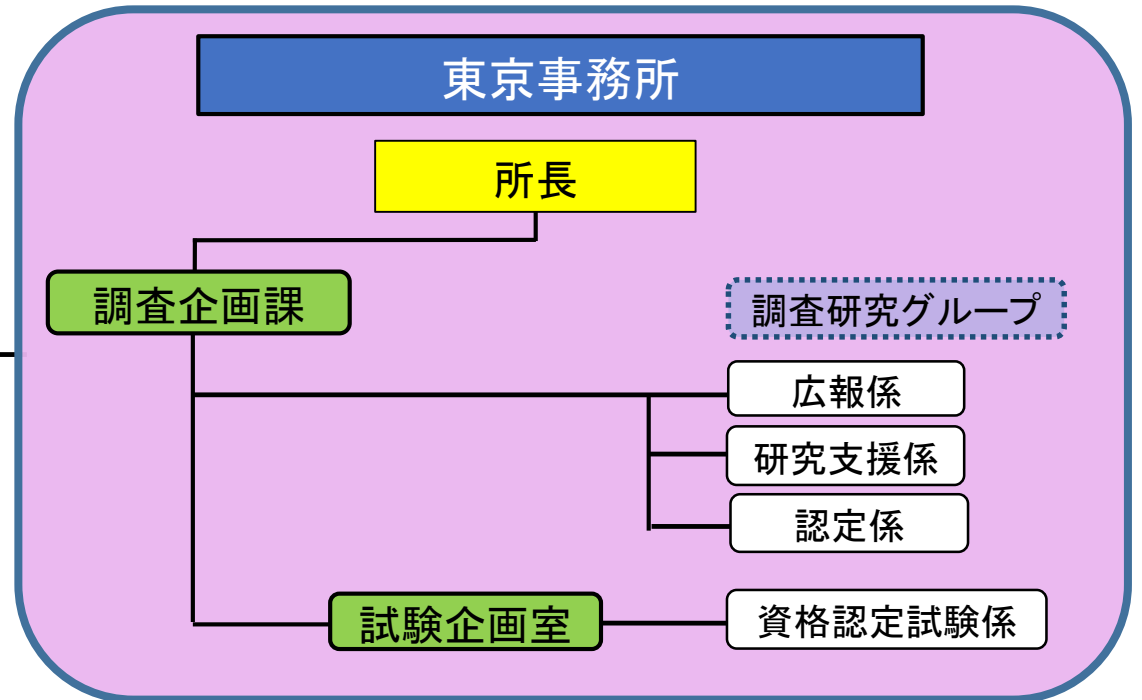 東京事務所
所長
調査企画課
調査研究グループ
広報係
研究支援係
認定係
試験企画室
資格認定試験係